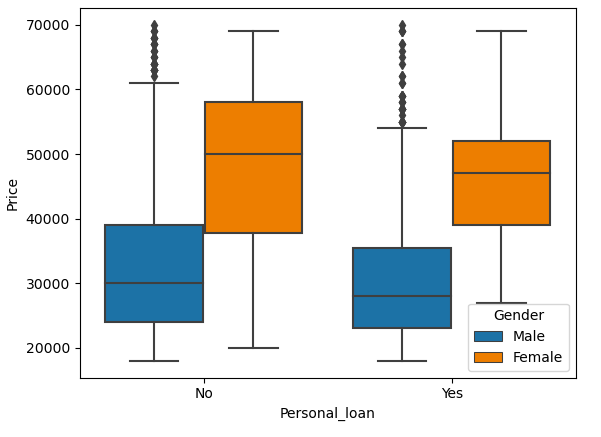 70000
60000
50000
40000
30000
20000
Price
No
Yes
Personal_loan
Gender
Male
Female